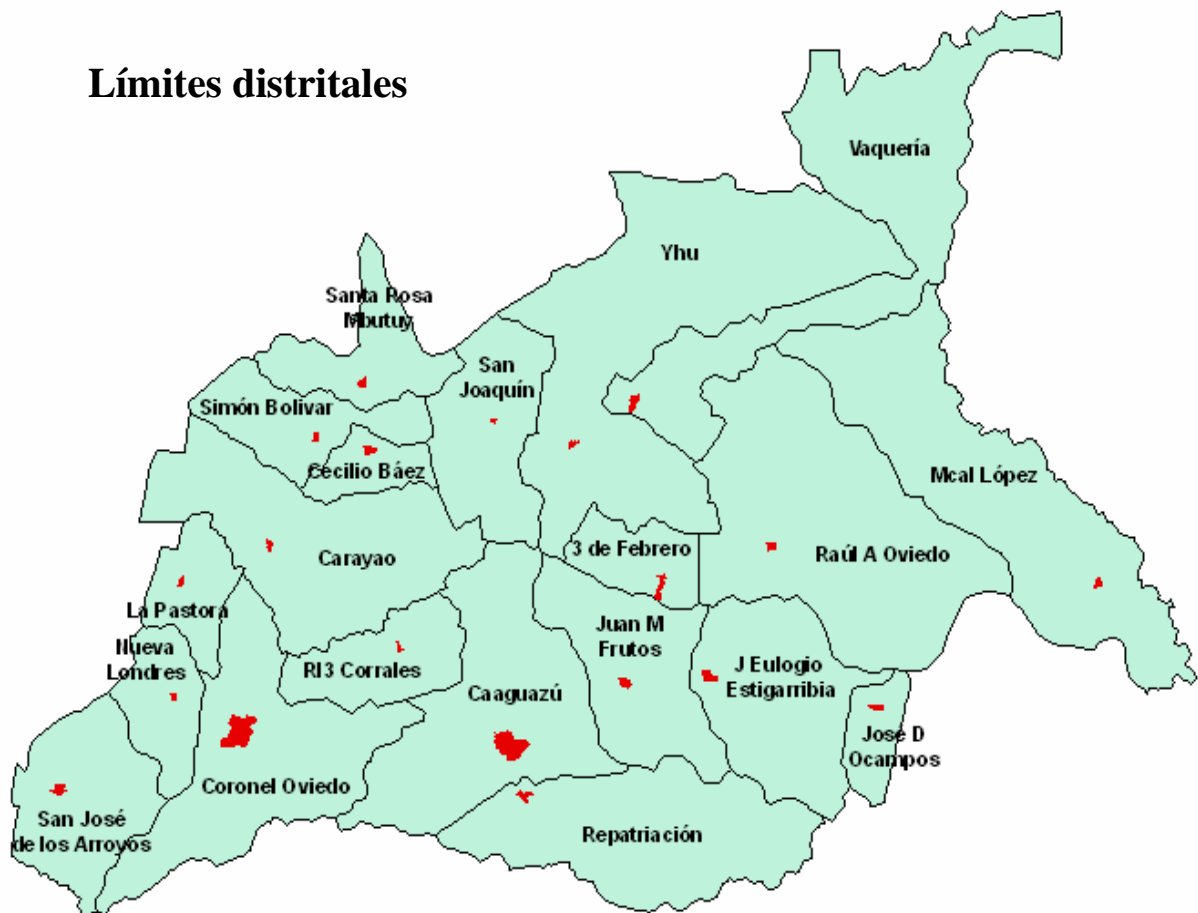 Límites distritales
Vaquería
Yhu
Santa Rosa
Mbutuy
San
Joaquín
Simón Bolivar
Cecilio Báez
Mcal López
Carayao
3 de Febrero
Raúl A Oviedo
La Pastora
Juan M
Frutos
Nueva
Londres
RI3 Corrales
J Eulogio
Estigarribia
Caaguazú
Jose D
Ocampos
Coronel Oviedo
San José
de los Arroyos
Repatriación